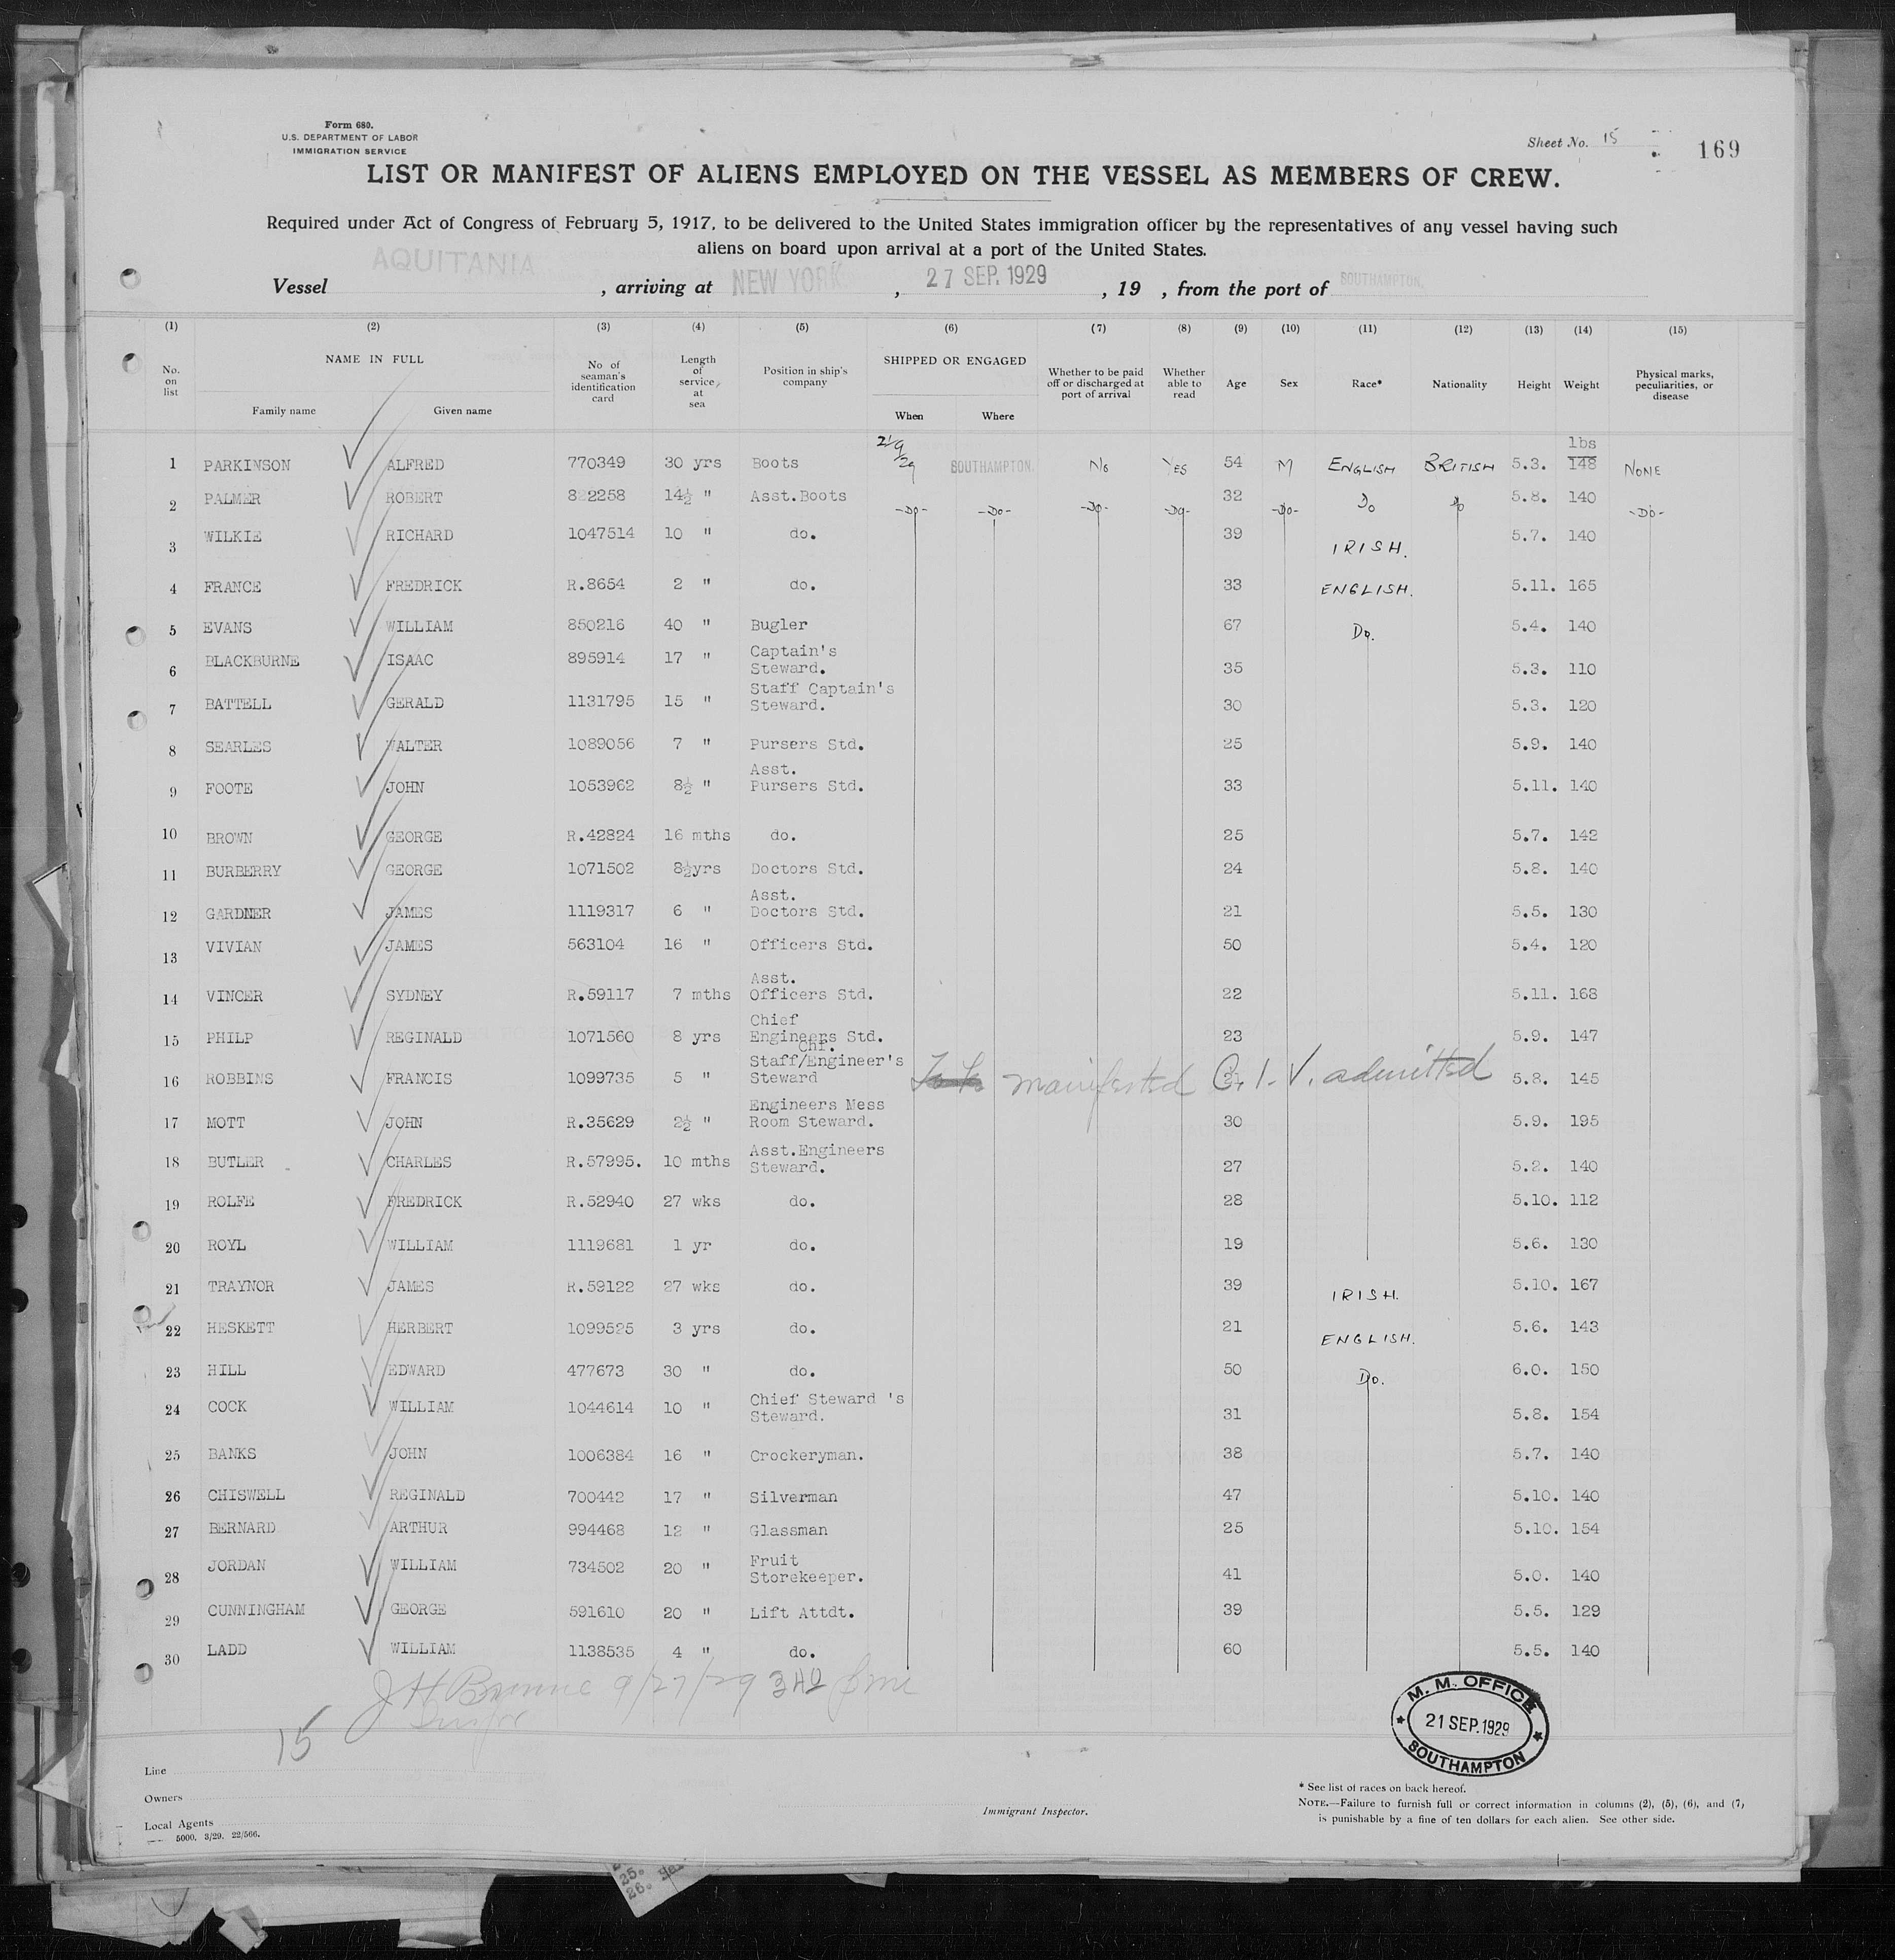 Form 680.
U.S. DEPARTMENT OF LABOR
IMMIGRATION SERVICE
Sheet No. 15
169
LIST OR MANIFEST OF ALIENS EMPLOYED ON THE VESSEL AS MEMBERS OF CREW.
Required under Act of Congress of February 5, 1917, to be delivered to the United States immigration officer by the representatives of any vessel having such
aliens on board upon arrival at a port of the United States.
Vessel AQUITANIA, arriving at NEW YORK, 27 SEP. 1929, 19 , from the port of SOUTHAMPTON.
(1) (2) (3) (4) (5) (6) (7) (8) (9) (10) (11) (12) (13) (14) (15)
No. on list NAME IN FULL Family name Given name No of seaman's identification card Length of service at sea Position in ship's company SHIPPED OR ENGAGED When Where Whether to be paid off or discharged at port of arrival Whether able to read Age Sex Race* Nationality Height Weight Physical marks, peculiarities, or disease
lbs
1 PARKINSON ALFRED 770349 30 yrs Boots 21/9/29 SOUTHAMPTON. No YES 54 M ENGLISH BRITISH 5.3. 148 NONE
2 PALMER ROBERT 822258 14½ " Asst.Boots -Do- -Do- -Do- -Do- 32 -Do- Do Do 5.8. 140 -Do-
3 WILKIE RICHARD 1047514 10 " do. 39 IRISH. 5.7. 140
4 FRANCE FREDRICK R.8654 2 " do. 33 ENGLISH. 5.11. 165
5 EVANS WILLIAM 850216 40 " Bugler 67 Do. 5.4. 140
6 BLACKBURNE ISAAC 895914 17 " Captain's Steward. 35 5.3. 110
7 BATTELL GERALD 1131795 15 " Staff Captain's Steward. 30 5.3. 120
8 SEARLES WALTER 1089056 7 " Pursers Std. 25 5.9. 140
9 FOOTE JOHN 1053962 8½ " Asst. Pursers Std. 33 5.11. 140
10 BROWN GEORGE R.42824 16 mths do. 25 5.7. 142
11 BURBERRY GEORGE 1071502 8½yrs Doctors Std. 24 5.8. 140
12 GARDNER JAMES 1119317 6 " Asst. Doctors Std. 21 5.5. 130
13 VIVIAN JAMES 563104 16 " Officers Std. 50 5.4. 120
14 VINCER SYDNEY R.59117 7 mths Asst. Officers Std. 22 5.11. 168
15 PHILP REGINALD 1071560 8 yrs Chief Engineers Std. 23 5.9. 147
16 ROBBINS FRANCIS 1099735 5 " Staff/Chf. Engineer's Steward manifested C.I.V. admitted 5.8. 145
17 MOTT JOHN R.35629 2½ " Engineers Mess Room Steward. 30 5.9. 195
18 BUTLER CHARLES R.57995. 10 mths Asst.Engineers Steward. 27 5.2. 140
19 ROLFE FREDRICK R.52940 27 wks do. 28 5.10. 112
20 ROYL WILLIAM 1119681 1 yr do. 19 5.6. 130
21 TRAYNOR JAMES R.59122 27 wks do. 39 IRISH. 5.10. 167
22 HESKETT HERBERT 1099525 3 yrs do. 21 ENGLISH. 5.6. 143
23 HILL EDWARD 477673 30 " do. 50 Do. 6.0. 150
24 COCK WILLIAM 1044614 10 " Chief Steward 's Steward. 31 5.8. 154
25 BANKS JOHN 1006384 16 " Crockeryman. 38 5.7. 140
26 CHISWELL REGINALD 700442 17 " Silverman 47 5.10. 140
27 BERNARD ARTHUR 994468 12 " Glassman 25 5.10. 154
28 JORDAN WILLIAM 734502 20 " Fruit Storekeeper. 41 5.0. 140
29 CUNNINGHAM GEORGE 591610 20 " Lift Attdt. 39 5.5. 129
30 LADD WILLIAM 1138535 4 " do. 60 5.5. 140
9/27/29
15
M. M. OFFICE
21 SEP. 1929
SOUTHAMPTON
Line
Owners
Local Agents
5000. 3/29. 22/566.
Immigrant Inspector.
* See list of races on back hereof.
NOTE.—Failure to furnish full or correct information in columns (2), (5), (6), and (7,
is punishable by a fine of ten dollars for each alien. See other side.
25.
26.